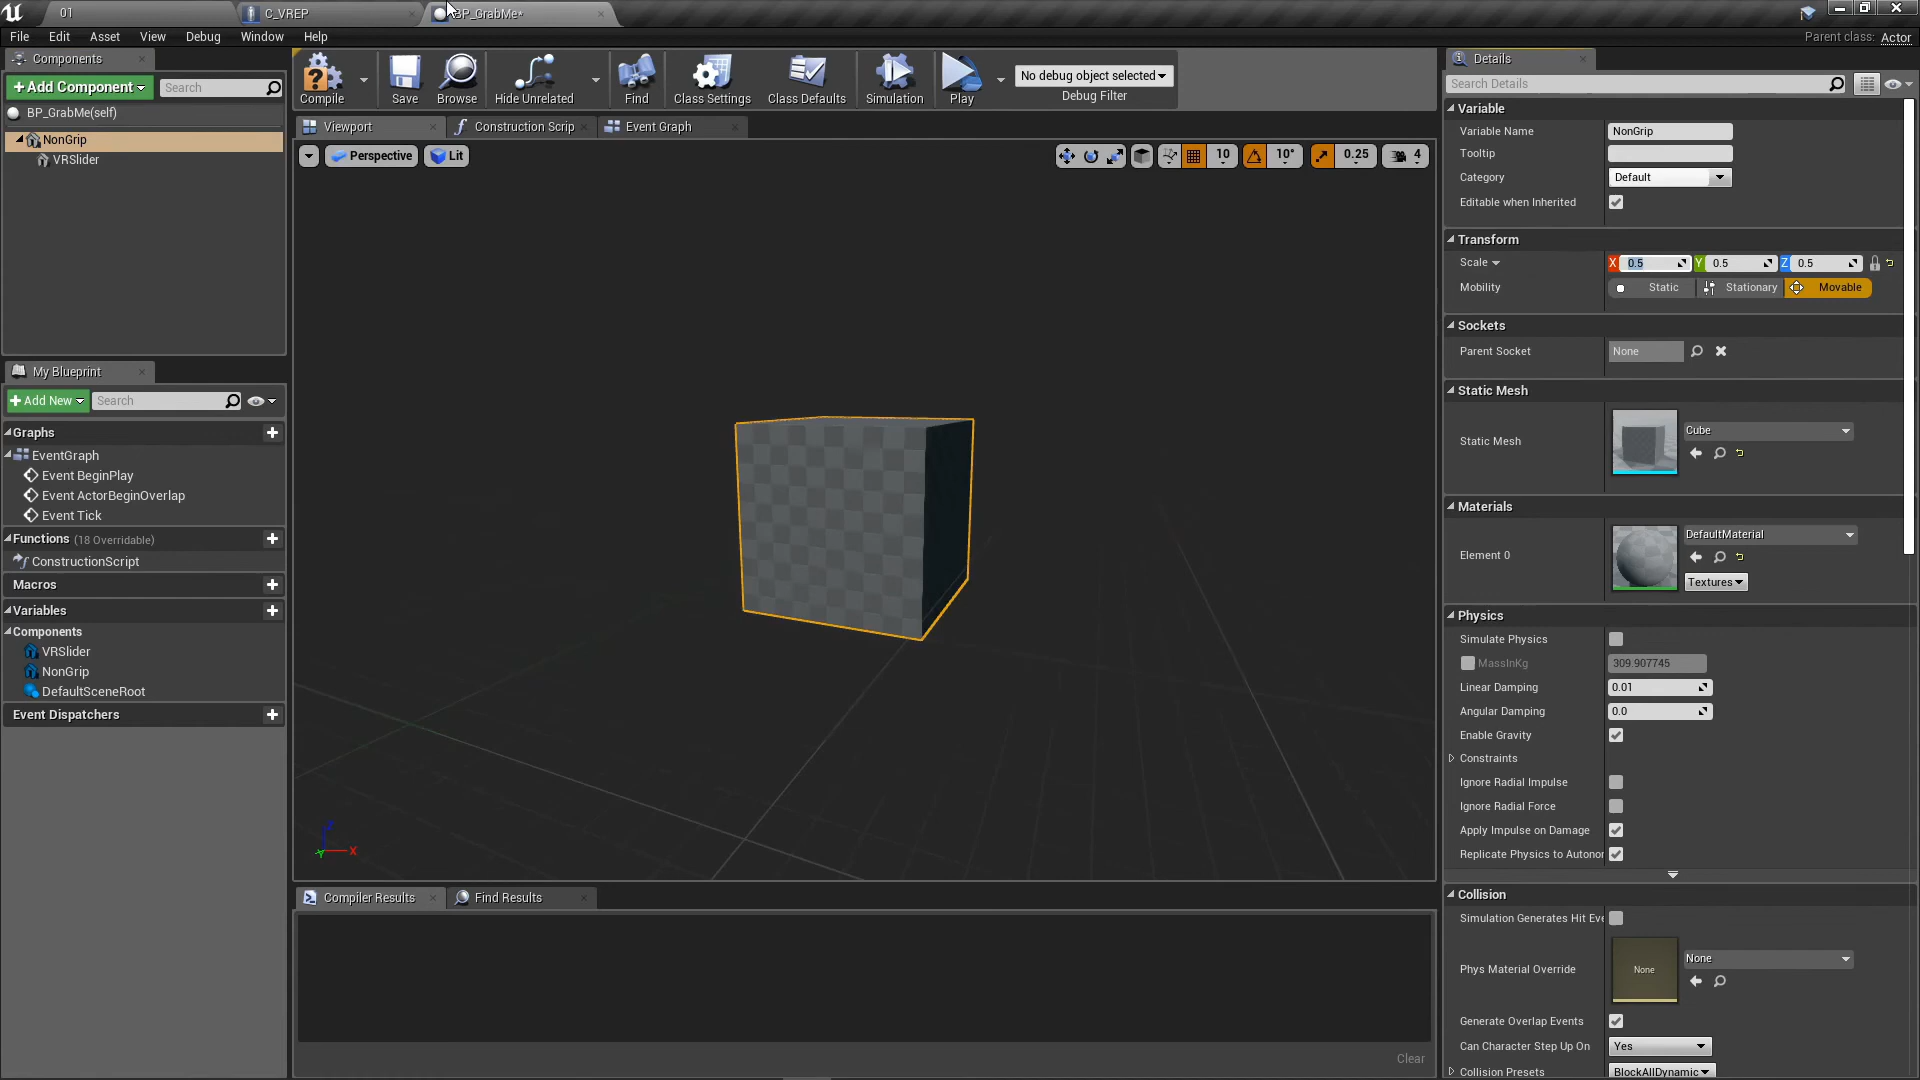 01
C_VREP
BP_GrabMe*
File Edit Asset View Debug Window Help
Parent class: Actor
Components
+Add Component
Search
BP_GrabMe(self)
NonGrip
VRSlider
My Blueprint
+Add New
Search
Graphs
EventGraph
Event BeginPlay
Event ActorBeginOverlap
Event Tick
Functions (18 Overridable)
ConstructionScript
Macros
Variables
Components
VRSlider
NonGrip
DefaultSceneRoot
Event Dispatchers
Compile
Save
Browse
Hide Unrelated
Find
Class Settings
Class Defaults
Simulation
Play
No debug object selected
Debug Filter
Viewport
Construction Scrip
Event Graph
Perspective
Lit
10
10°
0.25
4
Z
Y
X
Compiler Results
Find Results
Clear
Details
Search Details
Variable
Variable Name NonGrip
Tooltip
Category Default
Editable when Inherited
Transform
Scale X 0.5 Y 0.5 Z 0.5
Mobility Static Stationary Movable
Sockets
Parent Socket None
Static Mesh
Static Mesh Cube
Materials
Element 0 DefaultMaterial
Textures
Physics
Simulate Physics
MassInKg 309.907745
Linear Damping 0.01
Angular Damping 0.0
Enable Gravity
Constraints
Ignore Radial Impulse
Ignore Radial Force
Apply Impulse on Damage
Replicate Physics to Autonor
Collision
Simulation Generates Hit Eve
Phys Material Override None None
Generate Overlap Events
Can Character Step Up On Yes
Collision Presets BlockAllDynamic